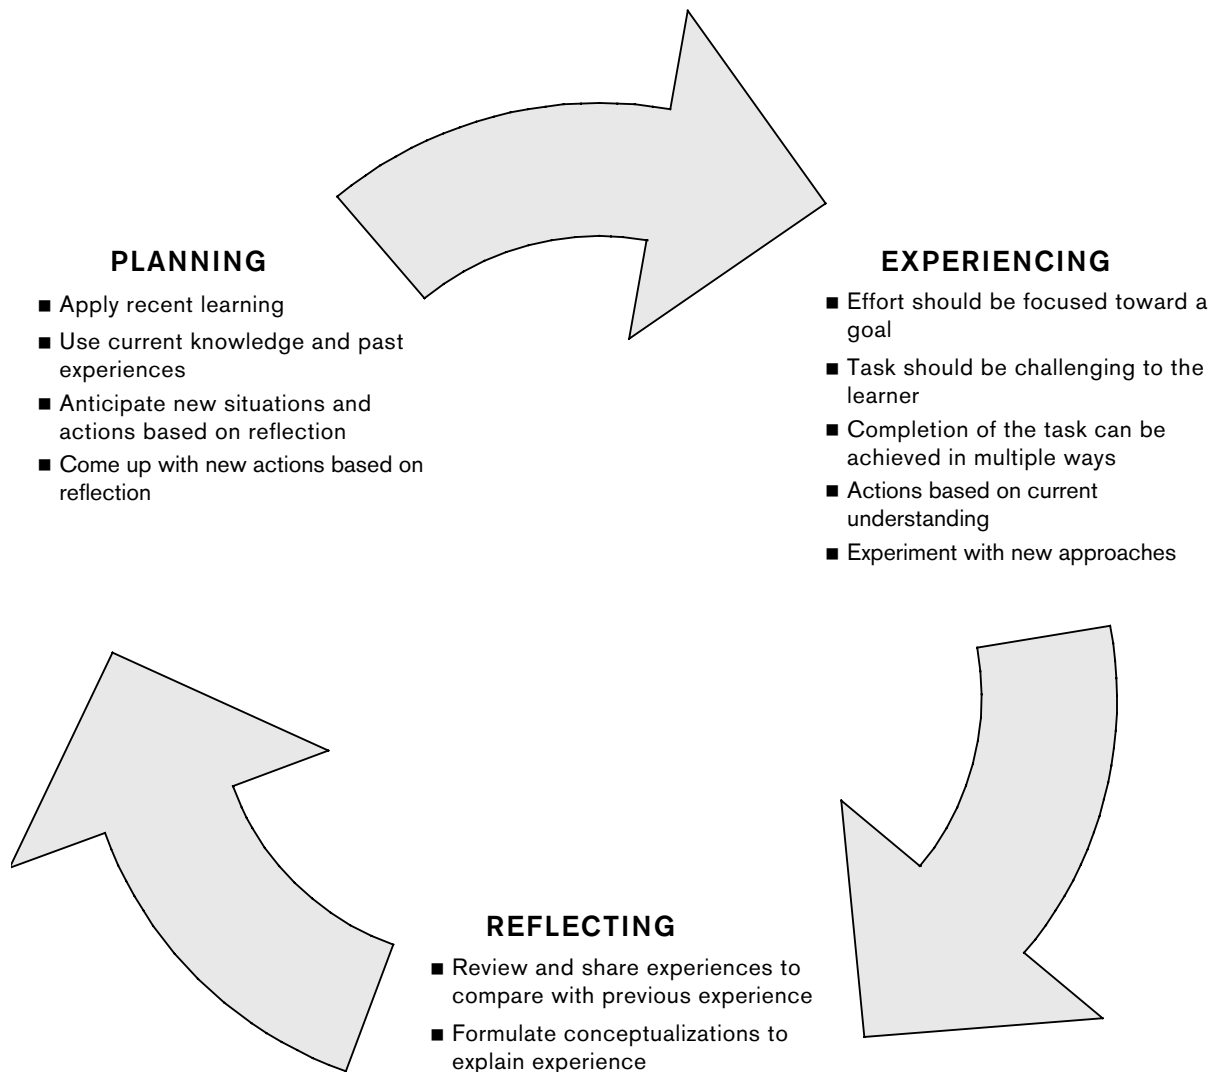 PLANNING
■ Apply recent learning
■ Use current knowledge and past
experiences
■ Anticipate new situations and
actions based on reflection
■ Come up with new actions based on
reflection
EXPERIENCING
■ Effort should be focused toward a
goal
■ Task should be challenging to the
learner
■ Completion of the task can be
achieved in multiple ways
■ Actions based on current
understanding
■ Experiment with new approaches
REFLECTING
■ Review and share experiences to
compare with previous experience
■ Formulate conceptualizations to
explain experience